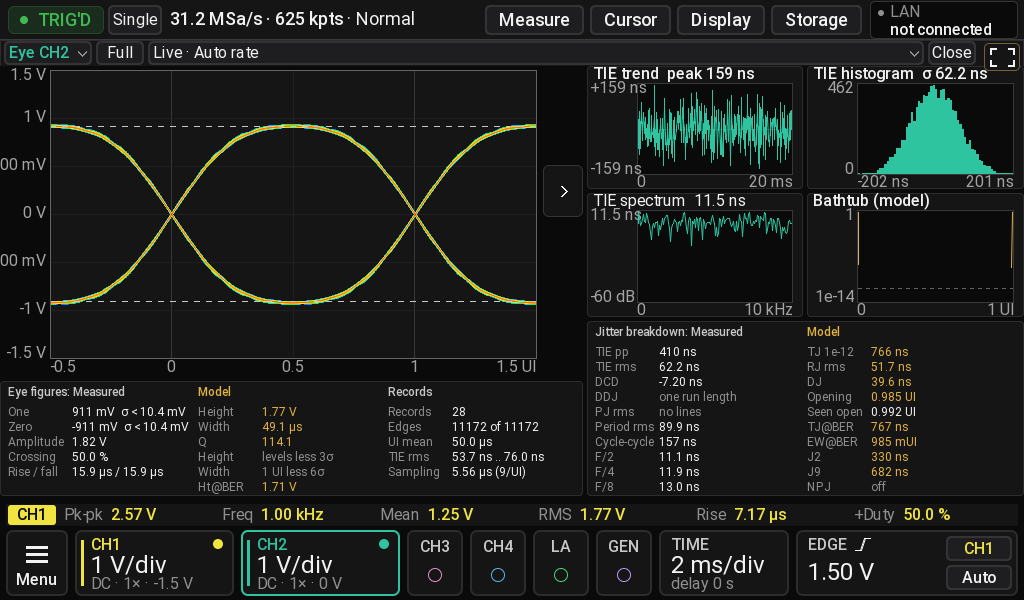 TRIG'D Single 31.2 MSa/s · 625 kpts · Normal Measure Cursor Display Storage LAN
not connected
Eye CH2 Full Live · Auto rate Close
1.5 V
1 V
00 mV
0 V
00 mV
-1 V
-1.5 V
-0.5 0 0.5 1 1.5 UI
TIE trend peak 159 ns
+159 ns
-159 ns
0 20 ms
TIE histogram σ 62.2 ns
462
0
-202 ns 201 ns
TIE spectrum 11.5 ns
11.5 ns
-60 dB
0 10 kHz
Bathtub (model)
1
1e-14
0 1 UI
Eye figures: Measured Model Records
One 911 mV σ < 10.4 mV Height 1.77 V Records 28
Zero -911 mV σ < 10.4 mV Width 49.1 µs Edges 11172 of 11172
Amplitude 1.82 V Q 114.1 UI mean 50.0 µs
Crossing 50.0 % Height levels less 3σ TIE rms 53.7 ns .. 76.0 ns
Rise / fall 15.9 µs / 15.9 µs Width 1 UI less 6σ Sampling 5.56 µs (9/UI)
Ht@BER 1.71 V
Jitter breakdown: Measured Model
TIE pp 410 ns TJ 1e-12 766 ns
TIE rms 62.2 ns RJ rms 51.7 ns
DCD -7.20 ns DJ 39.6 ns
DDJ one run length Opening 0.985 UI
PJ rms no lines Seen open 0.992 UI
Period rms 89.9 ns TJ@BER 767 ns
Cycle-cycle 157 ns EW@BER 985 mUI
F/2 11.1 ns J2 330 ns
F/4 11.9 ns J9 682 ns
F/8 13.0 ns NPJ off
CH1 Pk-pk 2.57 V Freq 1.00 kHz Mean 1.25 V RMS 1.77 V Rise 7.17 µs +Duty 50.0 %
Menu
CH1
1 V/div
DC · 1× · -1.5 V
CH2
1 V/div
DC · 1× · 0 V
CH3 CH4 LA GEN
TIME
2 ms/div
delay 0 s
EDGE CH1
1.50 V Auto